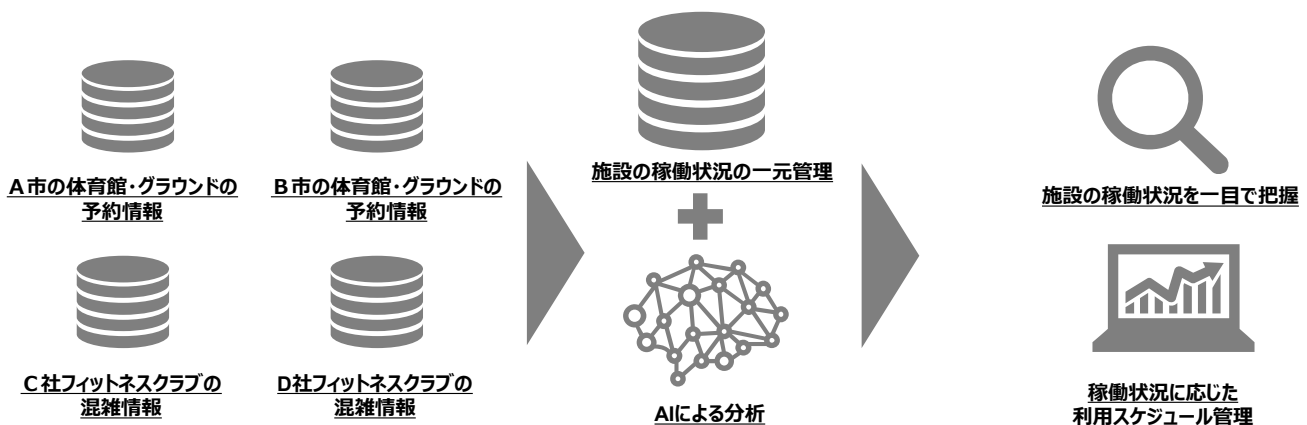 A市の体育館・グラウンドの
予約情報
B市の体育館・グラウンドの
予約情報
C社フィットネスクラブの
混雑情報
D社フィットネスクラブの
混雑情報
施設の稼働状況の一元管理
AIによる分析
施設の稼働状況を一目で把握
稼働状況に応じた
利用スケジュール管理